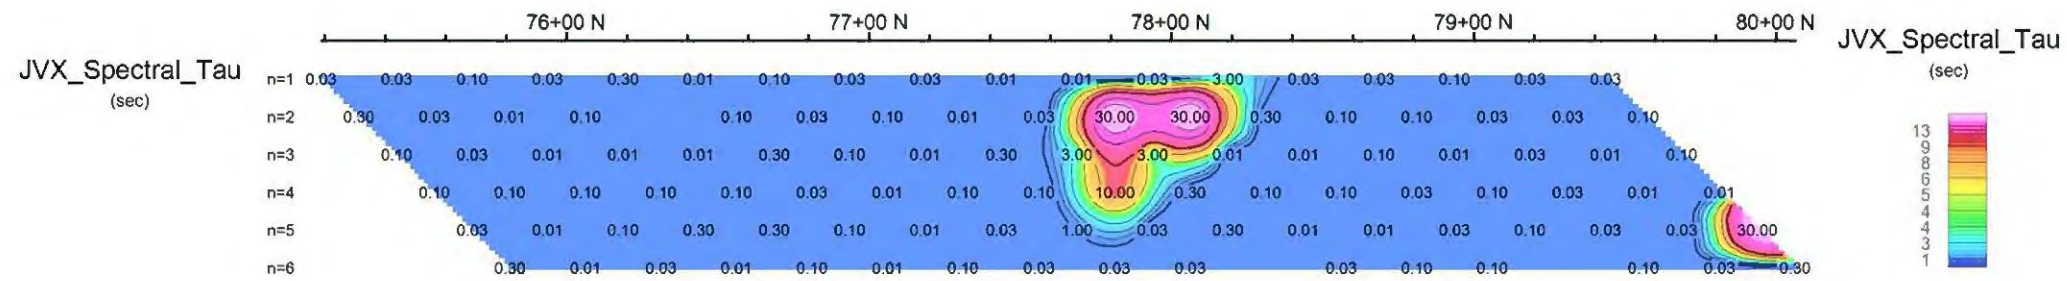 76+00 N 77+00 N 78+00 N 79+00 N 80+00 N
JVX_Spectral_Tau
(sec)
n=1 0.03 0.03 0.10 0.03 0.30 0.01 0.10 0.03 0.03 0.01 0.01 0.03 3.00 0.03 0.03 0.10 0.03 0.03
n=2 0.30 0.03 0.01 0.10 0.10 0.03 0.10 0.01 0.03 30.00 30.00 0.30 0.10 0.10 0.03 0.03 0.10
n=3 0.10 0.03 0.01 0.01 0.01 0.30 0.10 0.01 0.30 3.00 3.00 0.01 0.01 0.10 0.01 0.03 0.01 0.10
n=4 0.10 0.10 0.10 0.10 0.10 0.03 0.01 0.10 0.10 10.00 0.30 0.10 0.10 0.03 0.10 0.03 0.01 0.01
n=5 0.03 0.01 0.10 0.30 0.30 0.10 0.01 0.03 1.00 0.03 0.30 0.01 0.01 0.03 0.10 0.03 0.03 30.00
n=6 0.30 0.01 0.03 0.01 0.10 0.01 0.10 0.03 0.03 0.03 0.03 0.10 0.10 0.10 0.03 0.30
JVX_Spectral_Tau
(sec)
13
9
8
6
5
4
4
3
1